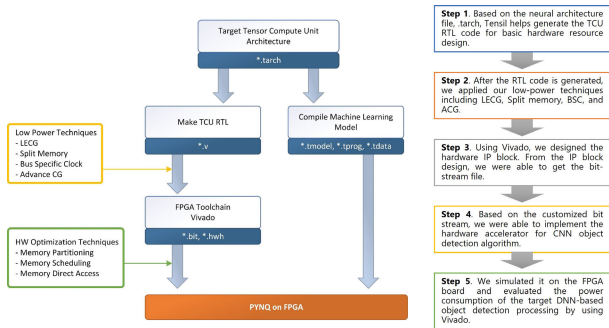 Target Tensor Compute Unit
Architecture
*.tarch
Make TCU RTL
*.v
Compile Machine Learning
Model
*.tmodel, *.tprog, *.tdata
Low Power Techniques
- LECG
- Split Memory
- Bus Specific Clock
- Advance CG
FPGA Toolchain
Vivado
*.bit, *.hwh
HW Optimization Techniques
- Memory Partitioning
- Memory Scheduling
- Memory Direct Access
PYNQ on FPGA
Step 1. Based on the neural architecture
file, .tarch, Tensil helps generate the TCU
RTL code for basic hardware resource
design.
Step 2. After the RTL code is generated,
we applied our low-power techniques
including LECG, Split memory, BSC, and
ACG.
Step 3. Using Vivado, we designed the
hardware IP block. From the IP block
design, we were able to get the bit-
stream file.
Step 4. Based on the customized bit
stream, we were able to implement the
hardware accelerator for CNN object
detection algorithm.
Step 5. We simulated it on the FPGA
board and evaluated the power
consumption of the target DNN-based
object detection processing by using
Vivado.